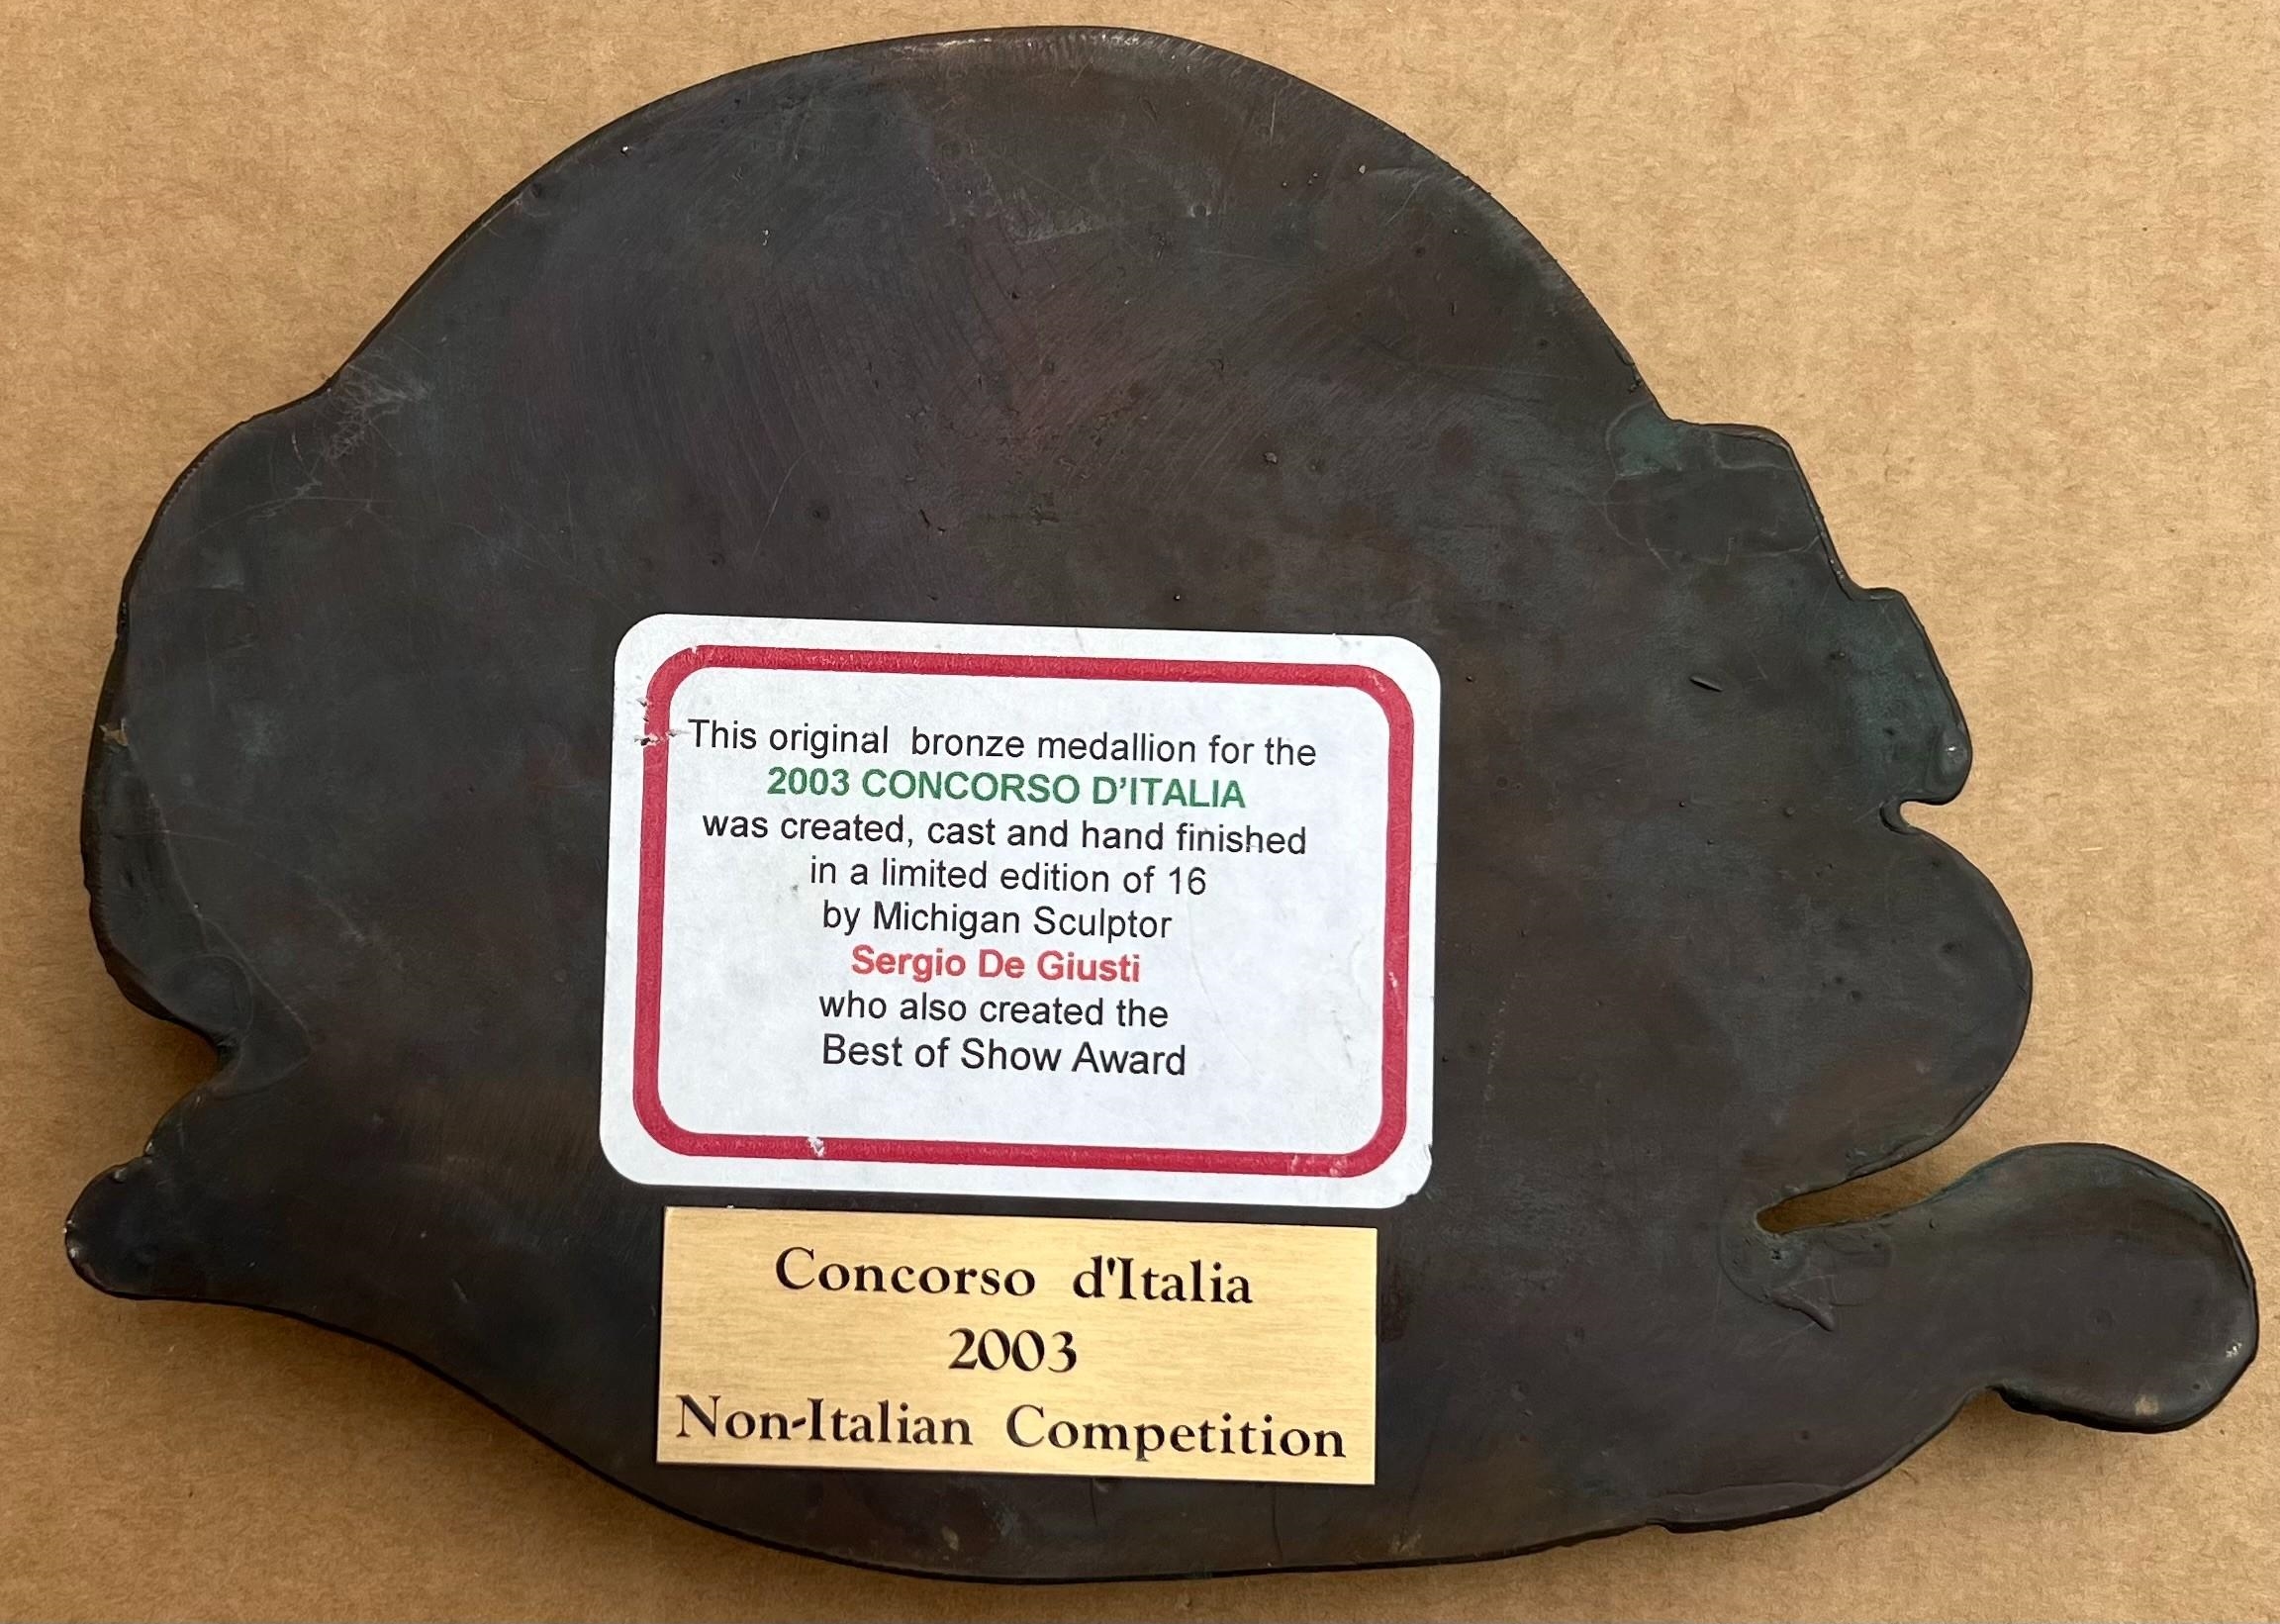 This original bronze medallion for the
2003 CONCORSO D’ITALIA
was created, cast and hand finished
in a limited edition of 16
by Michigan Sculptor
Sergio De Giusti
who also created the
Best of Show Award
Concorso d'Italia
2003
Non-Italian Competition